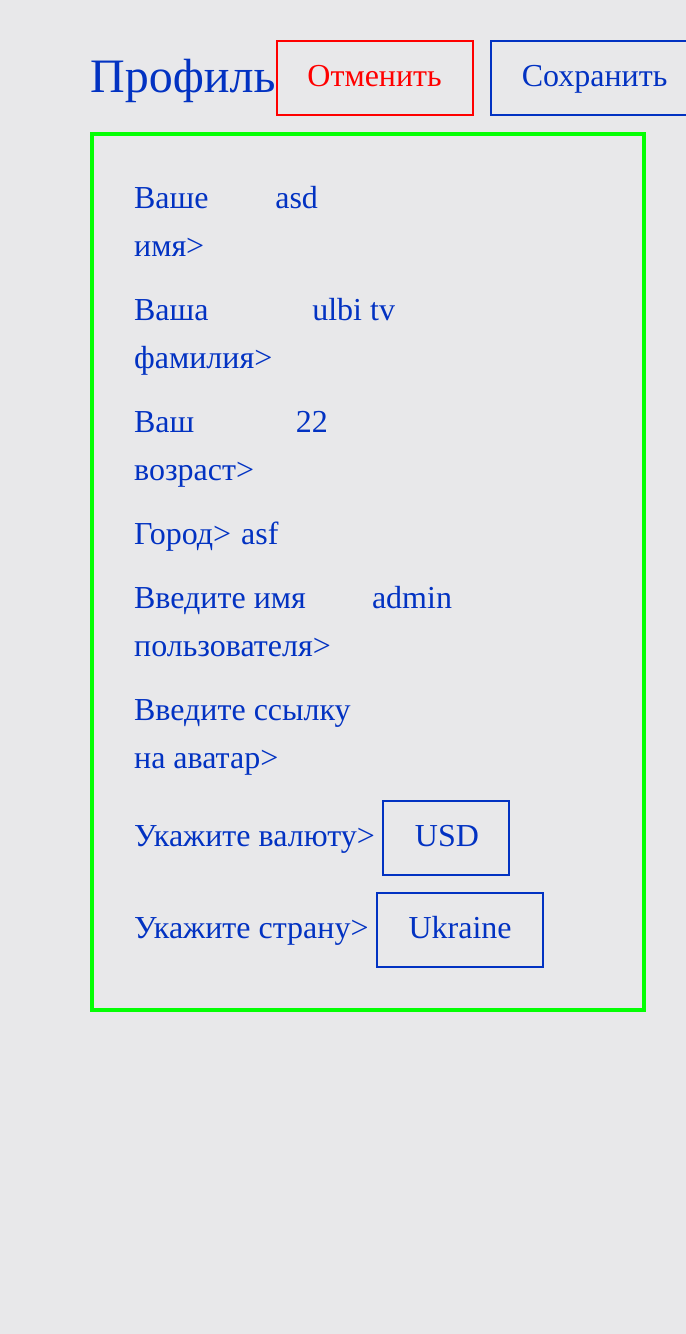 Профиль Отменить Сохранить
Ваше asd
имя>
Ваша ulbi tv
фамилия>
Ваш 22
возраст>
Город> asf
Введите имя admin
пользователя>
Введите ссылку
на аватар>
Укажите валюту> USD
Укажите страну> Ukraine